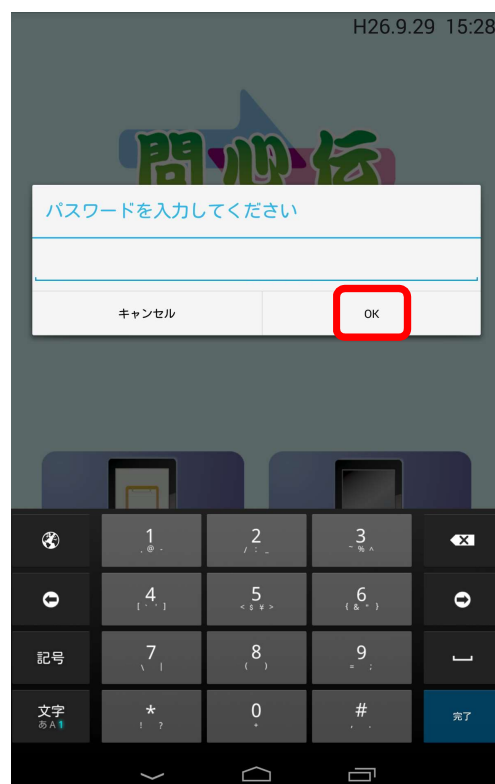 H26.9.29 15:28
問心伝
パスワードを入力してください
キャンセル OK
1 2 3
. @ - / : _ ~ % ^
4 5 6
[ ` ' ] < $ ¥ > { & " }
記号 7 8 9
\ | ( ) = ;
文字 * 0 # 完了
あA1 ! ? + , .